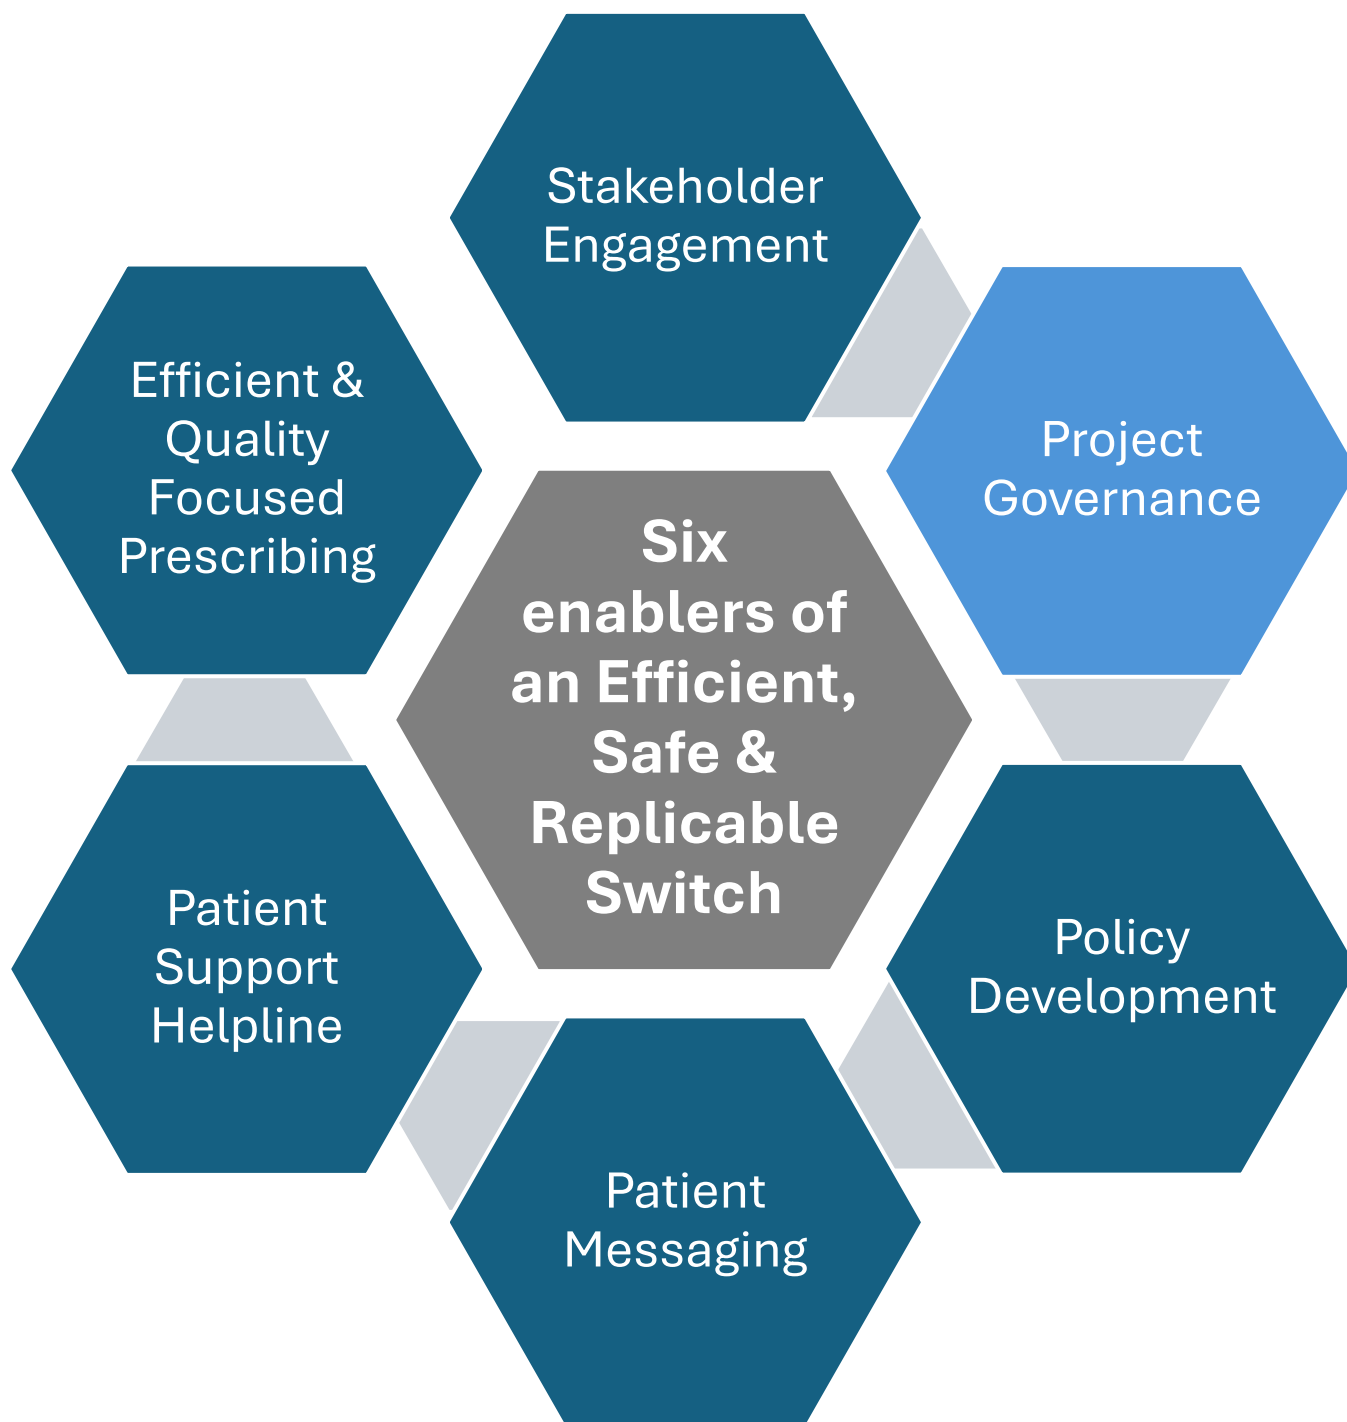 Stakeholder
Engagement
Project
Governance
Policy
Development
Patient
Messaging
Patient
Support
Helpline
Efficient &
Quality
Focused
Prescribing
Six
enablers of
an Efficient,
Safe &
Replicable
Switch